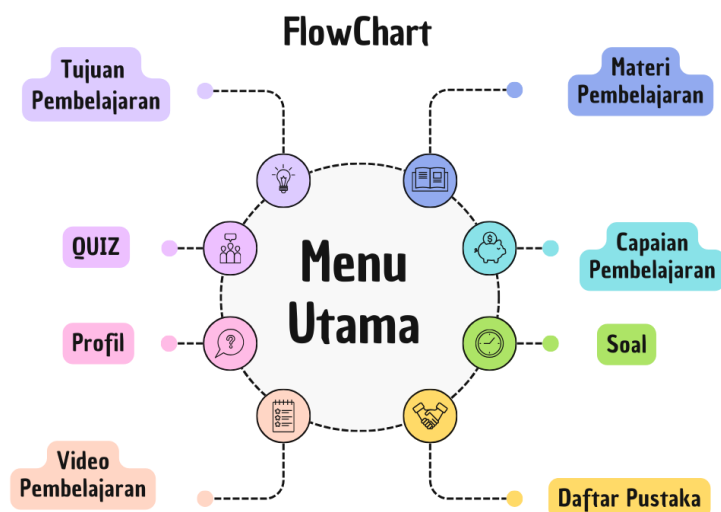 FlowChart
Tujuan
Pembelajaran
Materi
Pembelajaran
QUIZ
Menu
Utama
Capaian
Pembelajaran
Profil
Soal
Video
Pembelajaran
Daftar Pustaka